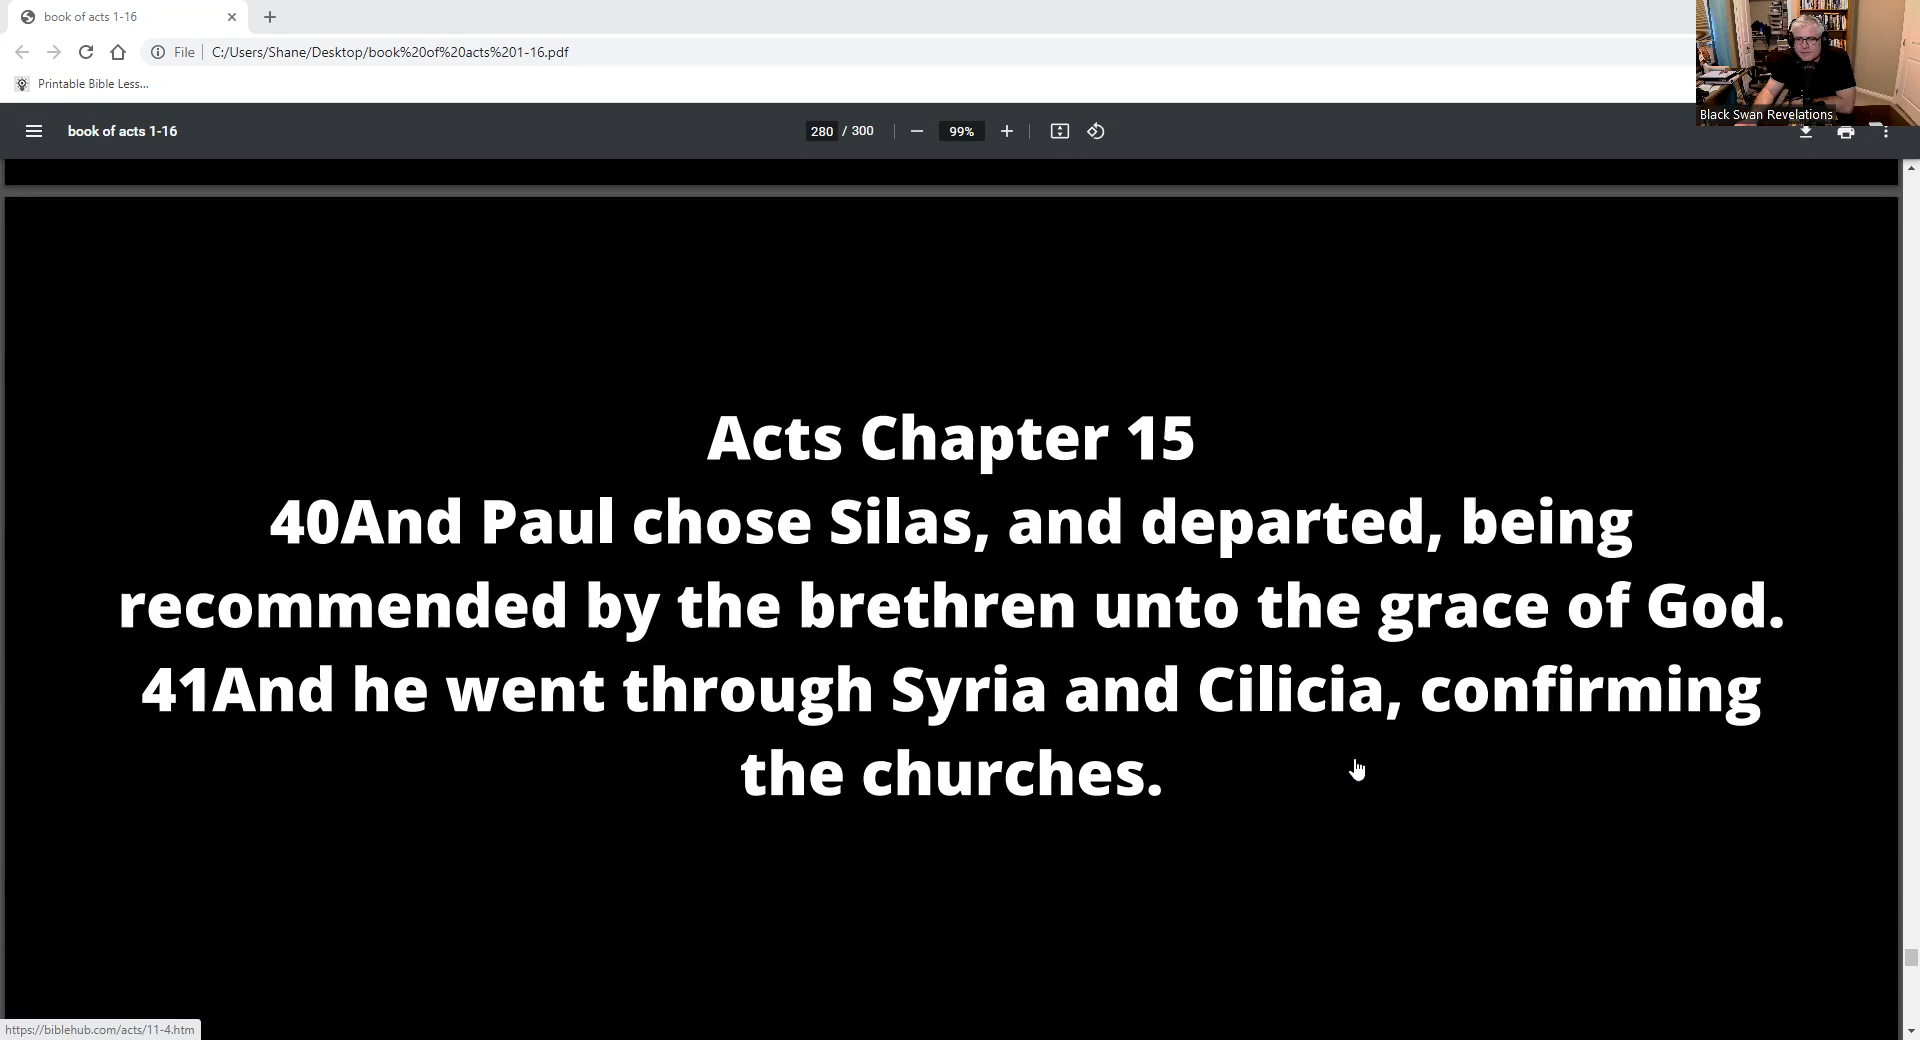 book of acts 1-16
File
C:/Users/Shane/Desktop/book%20of%20acts%201-16.pdf
Printable Bible Less...
book of acts 1-16
280 / 300
99%
Black Swan Revelations
Acts Chapter 15
40And Paul chose Silas, and departed, being
recommended by the brethren unto the grace of God.
41And he went through Syria and Cilicia, confirming
the churches.
https://biblehub.com/acts/11-4.htm